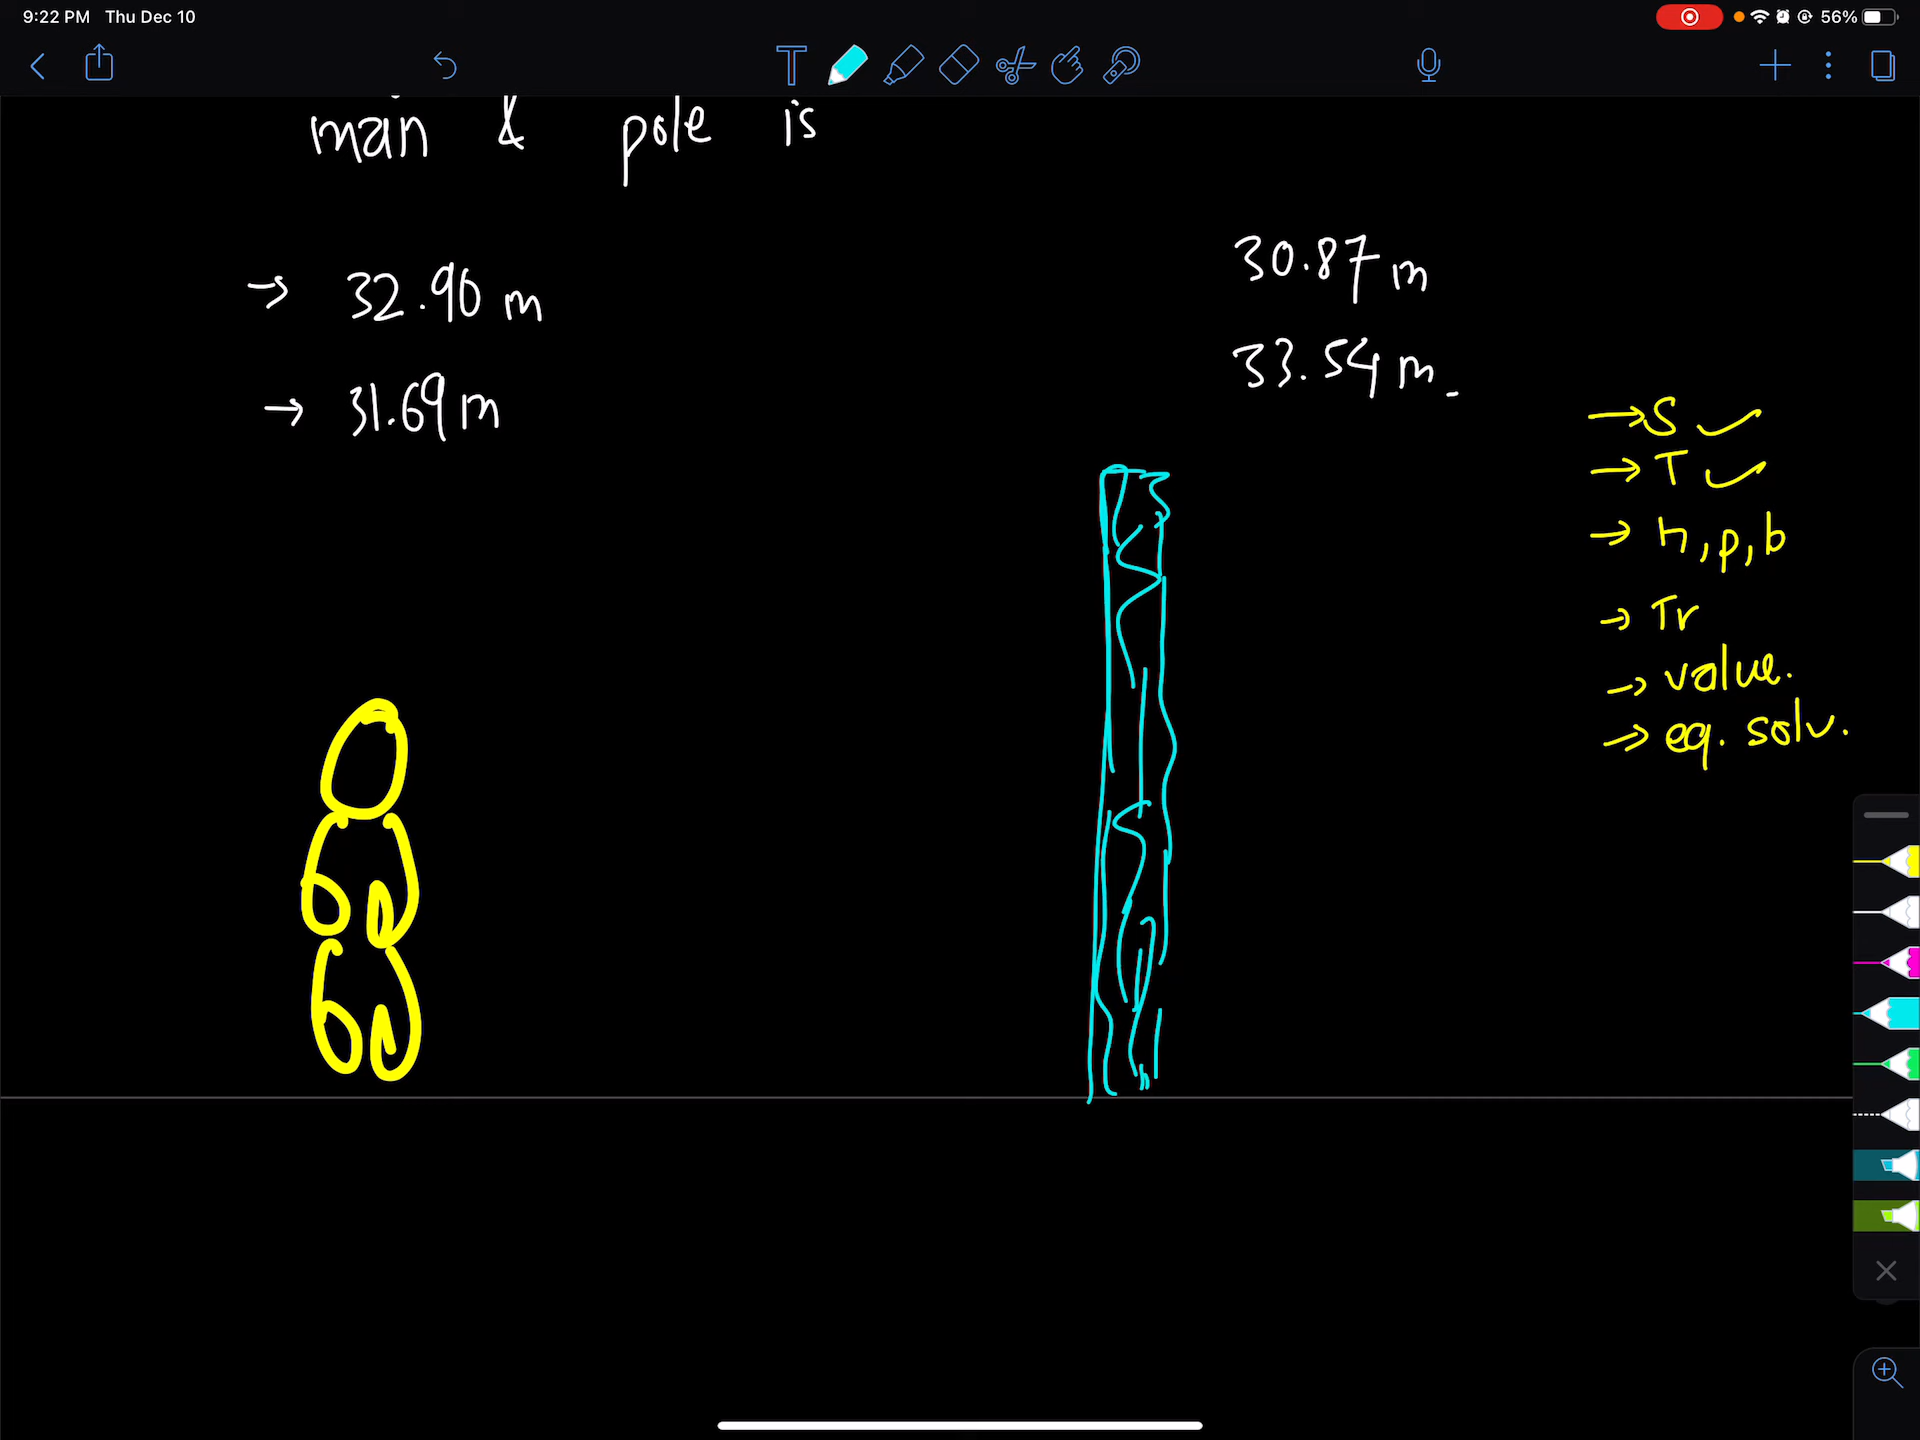 9:22 PM Thu Dec 10
56%
man & pole is
→ 32.90 m
30.87 m
→ 31.69 m
33.54 m.
→ S ✓
→ T ✓
→ h, p, b
→ Tr
→ value.
→ eq. solv.